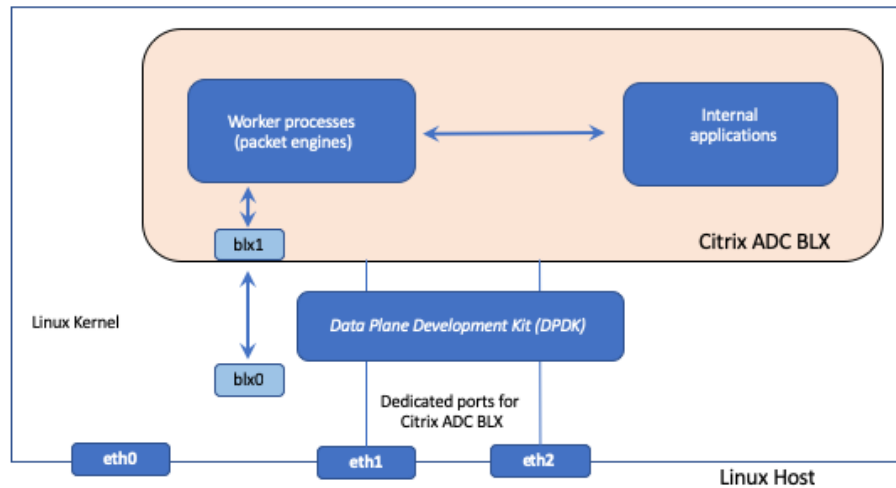 Worker processes
(packet engines)
Internal
applications
blx1
Citrix ADC BLX
Linux Kernel
Data Plane Development Kit (DPDK)
blx0
Dedicated ports for
Citrix ADC BLX
eth0
eth1
eth2
Linux Host